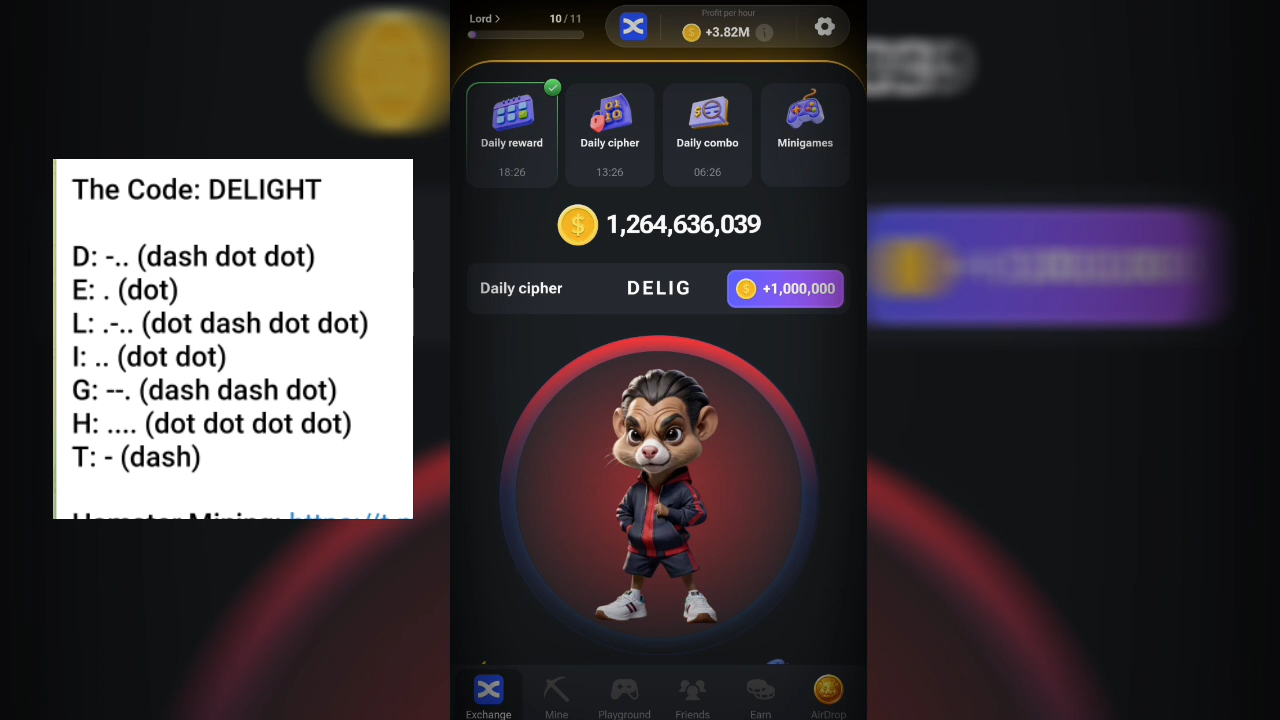 The Code: DELIGHT
D: -.. (dash dot dot)
E: . (dot)
L: .-.. (dot dash dot dot)
I: .. (dot dot)
G: --. (dash dash dot)
H: .... (dot dot dot dot)
T: - (dash)
Lord >
10 / 11
Profit per hour
+3.82M
Daily reward
18:26
Daily cipher
13:26
Daily combo
06:26
Minigames
1,264,636,039
Daily cipher
DELIG
+1,000,000
Exchange
Mine
Playground
Friends
Earn
AirDrop